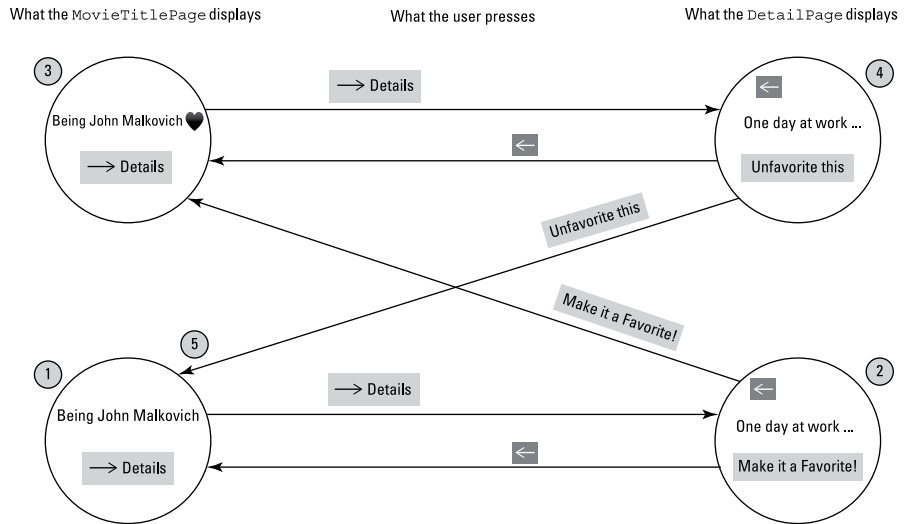 What the MovieTitlePage displays
What the user presses
What the DetailPage displays
3
Being John Malkovich
→ Details
→ Details
←
4
←
One day at work ...
Unfavorite this
Unfavorite this
Make it a Favorite!
5
1
Being John Malkovich
→ Details
→ Details
←
2
←
One day at work ...
Make it a Favorite!